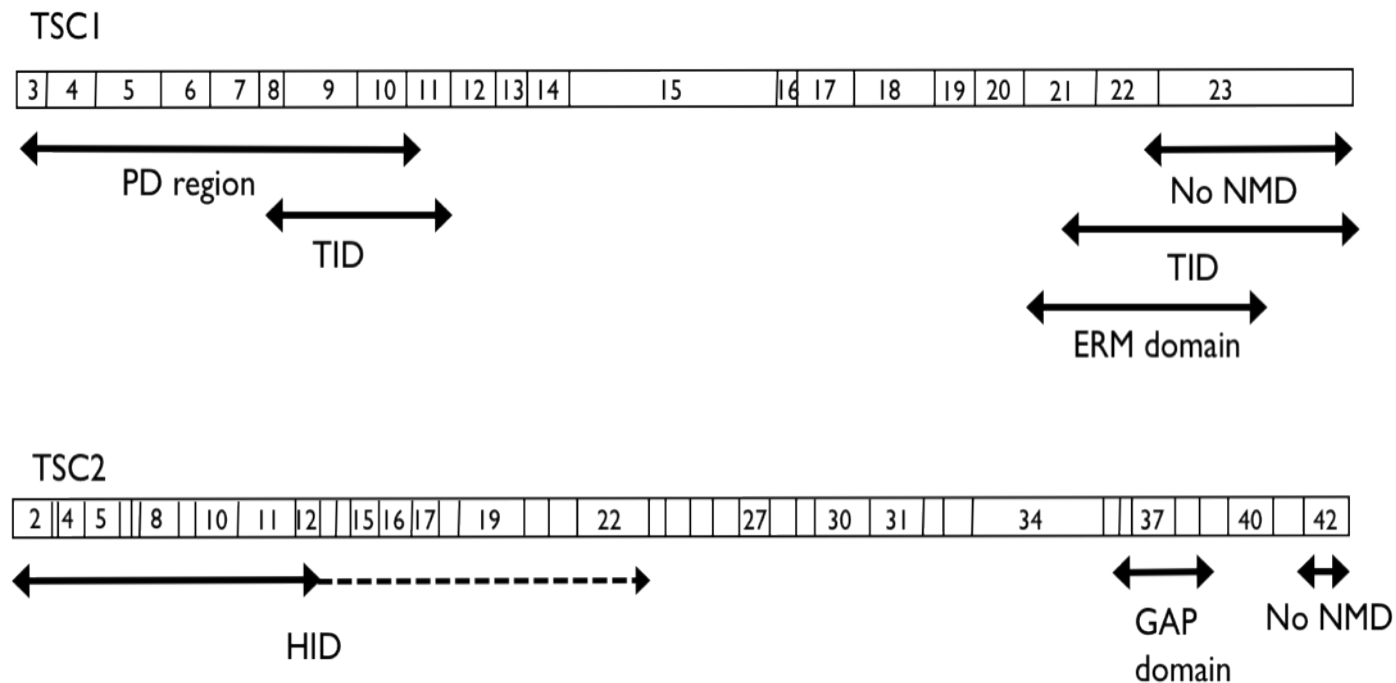 TSC1
3 4 5 6 7 8 9 10 11 12 13 14 15 16 17 18 19 20 21 22 23
PD region
No NMD
TID
TID
ERM domain
TSC2
2 4 5 8 10 11 12 15 16 17 19 22 27 30 31 34 37 40 42
HID
GAP
domain
No NMD